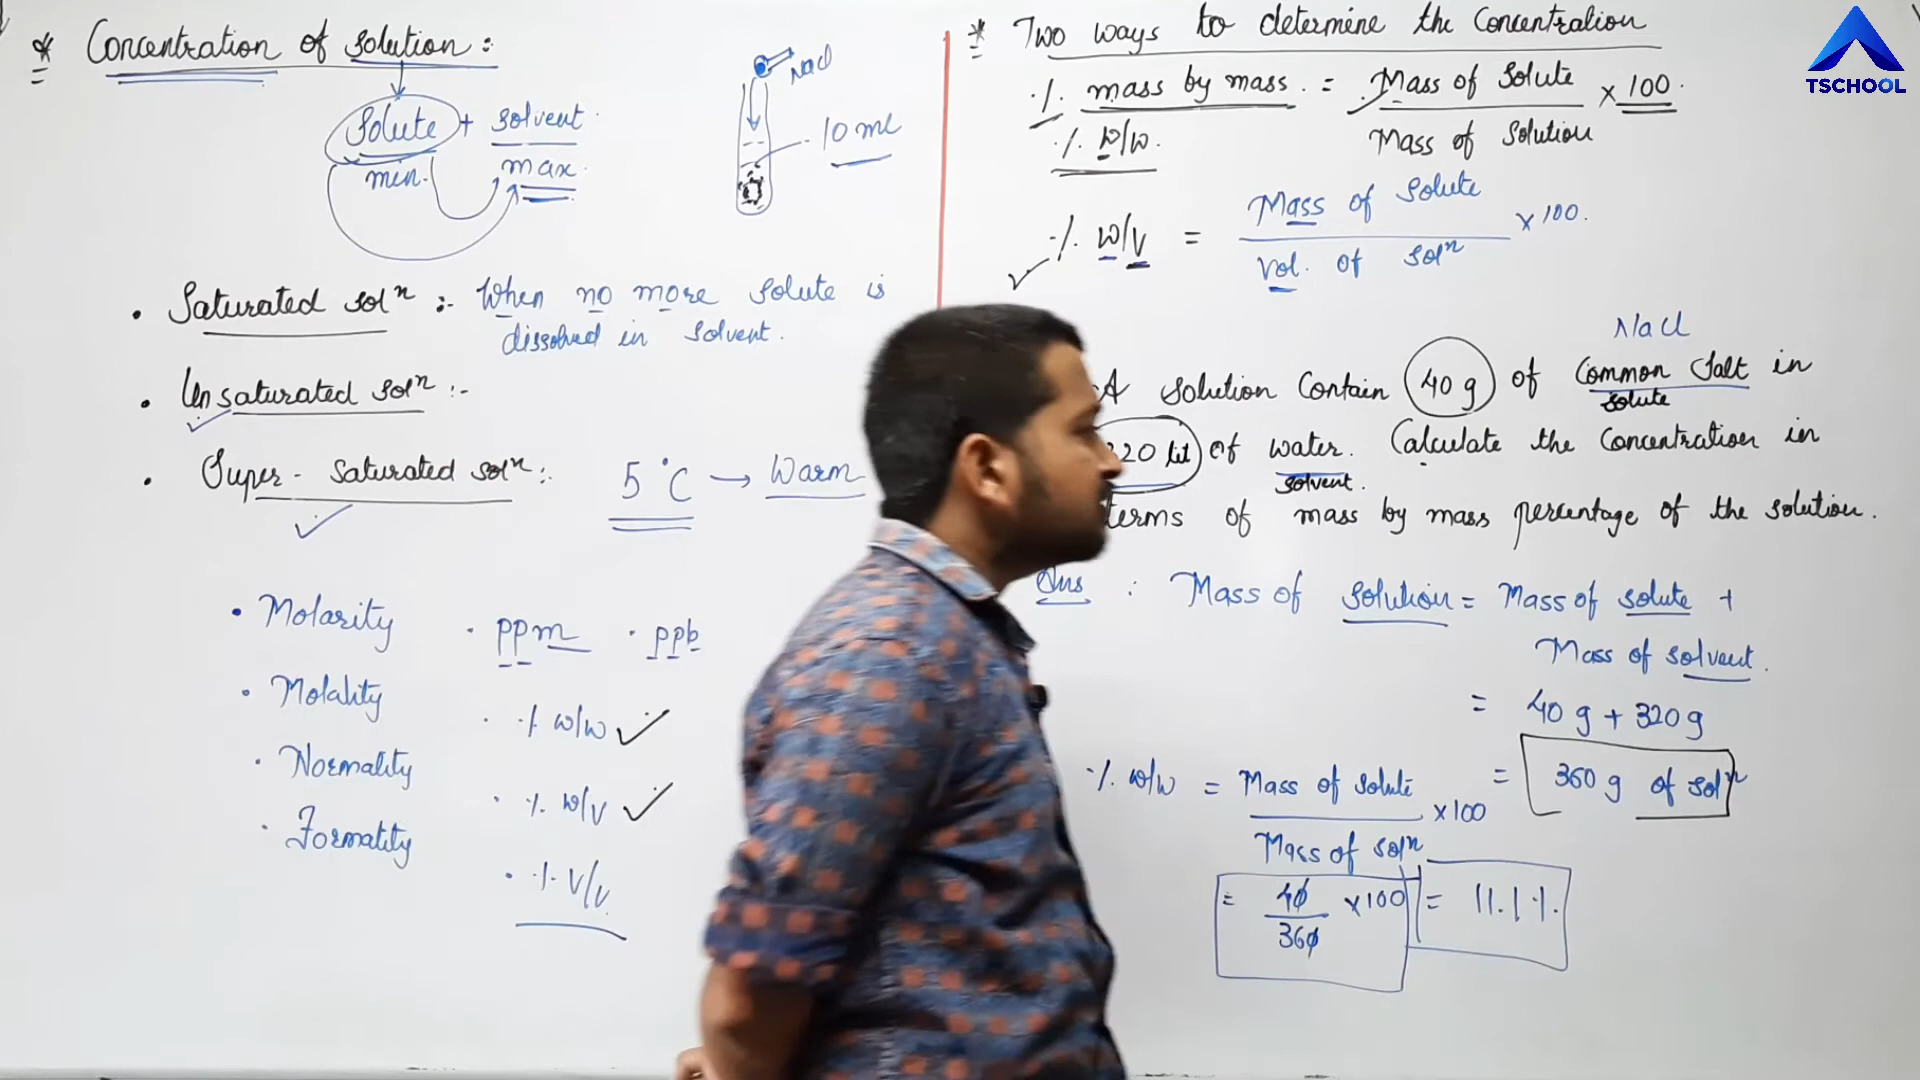 * Concentration of solution :
solute + solvent
min. max.
NaCl
10 ml
• Saturated solⁿ :- When no more solute is
dissolved in solvent.
• Unsaturated solⁿ :-
• Super - saturated solⁿ :- 5°C → Warm
• Molarity
• Molality
• Normality
• Formality
• ppm • ppb
• % w/w ✓
• % w/v ✓
• % v/v
* Two ways to determine the Concentration
% mass by mass. = Mass of solute × 100.
Mass of solution
% w/w.
% w/v = Mass of solute × 100.
Vol. of solⁿ
NaCl
A solution contain 40 g of Common Salt in
solute
20 lit of water. Calculate the concentration in
solvent.
terms of mass by mass percentage of the solution.
Ans : Mass of solution = Mass of solute +
Mass of solvent.
= 40 g + 320 g
= 360 g of solⁿ
% w/w = Mass of solute × 100
Mass of solⁿ
= 40 × 100 = 11.1 %.
360
TSCHOOL